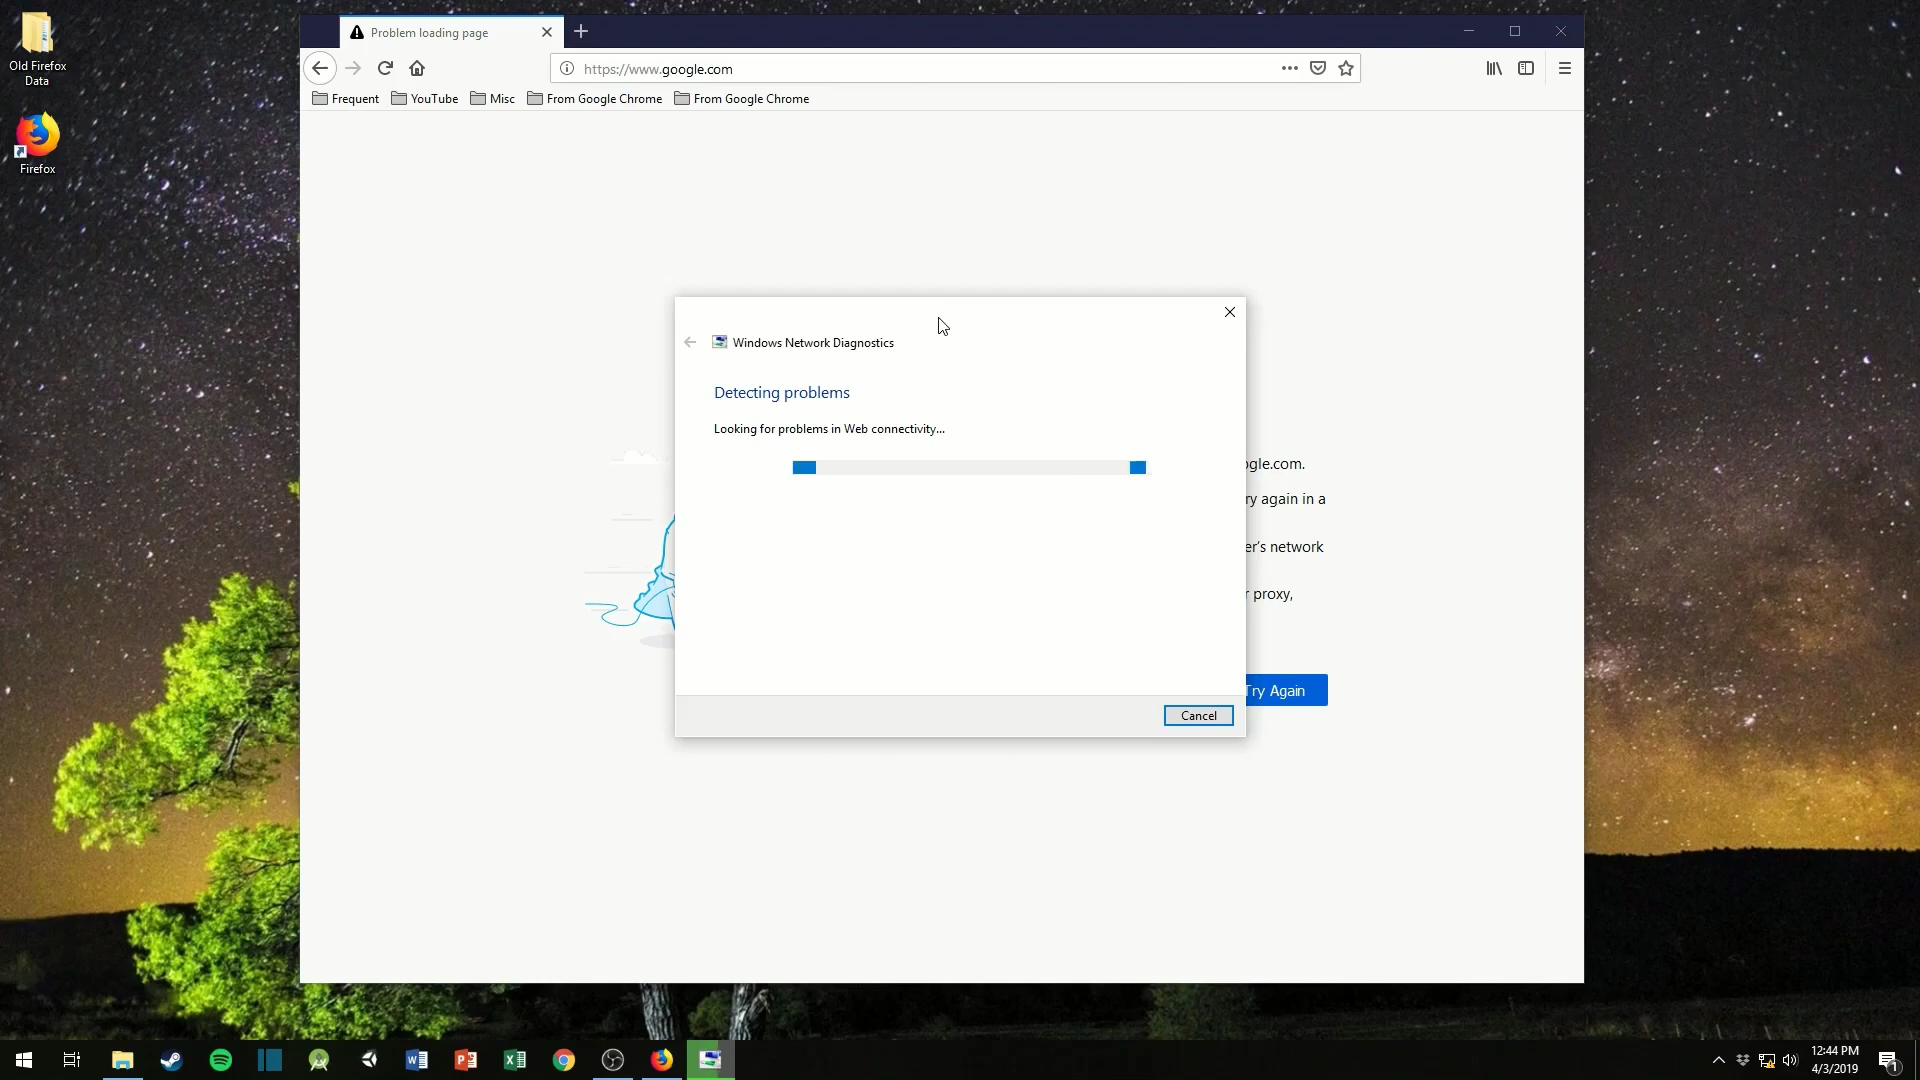 Old Firefox
Data
Firefox
Problem loading page
https://www.google.com
Frequent
YouTube
Misc
From Google Chrome
From Google Chrome
Windows Network Diagnostics
Detecting problems
Looking for problems in Web connectivity...
gle.com.
ry again in a
er's network
r proxy,
Try Again
Cancel
12:44 PM
4/3/2019
1